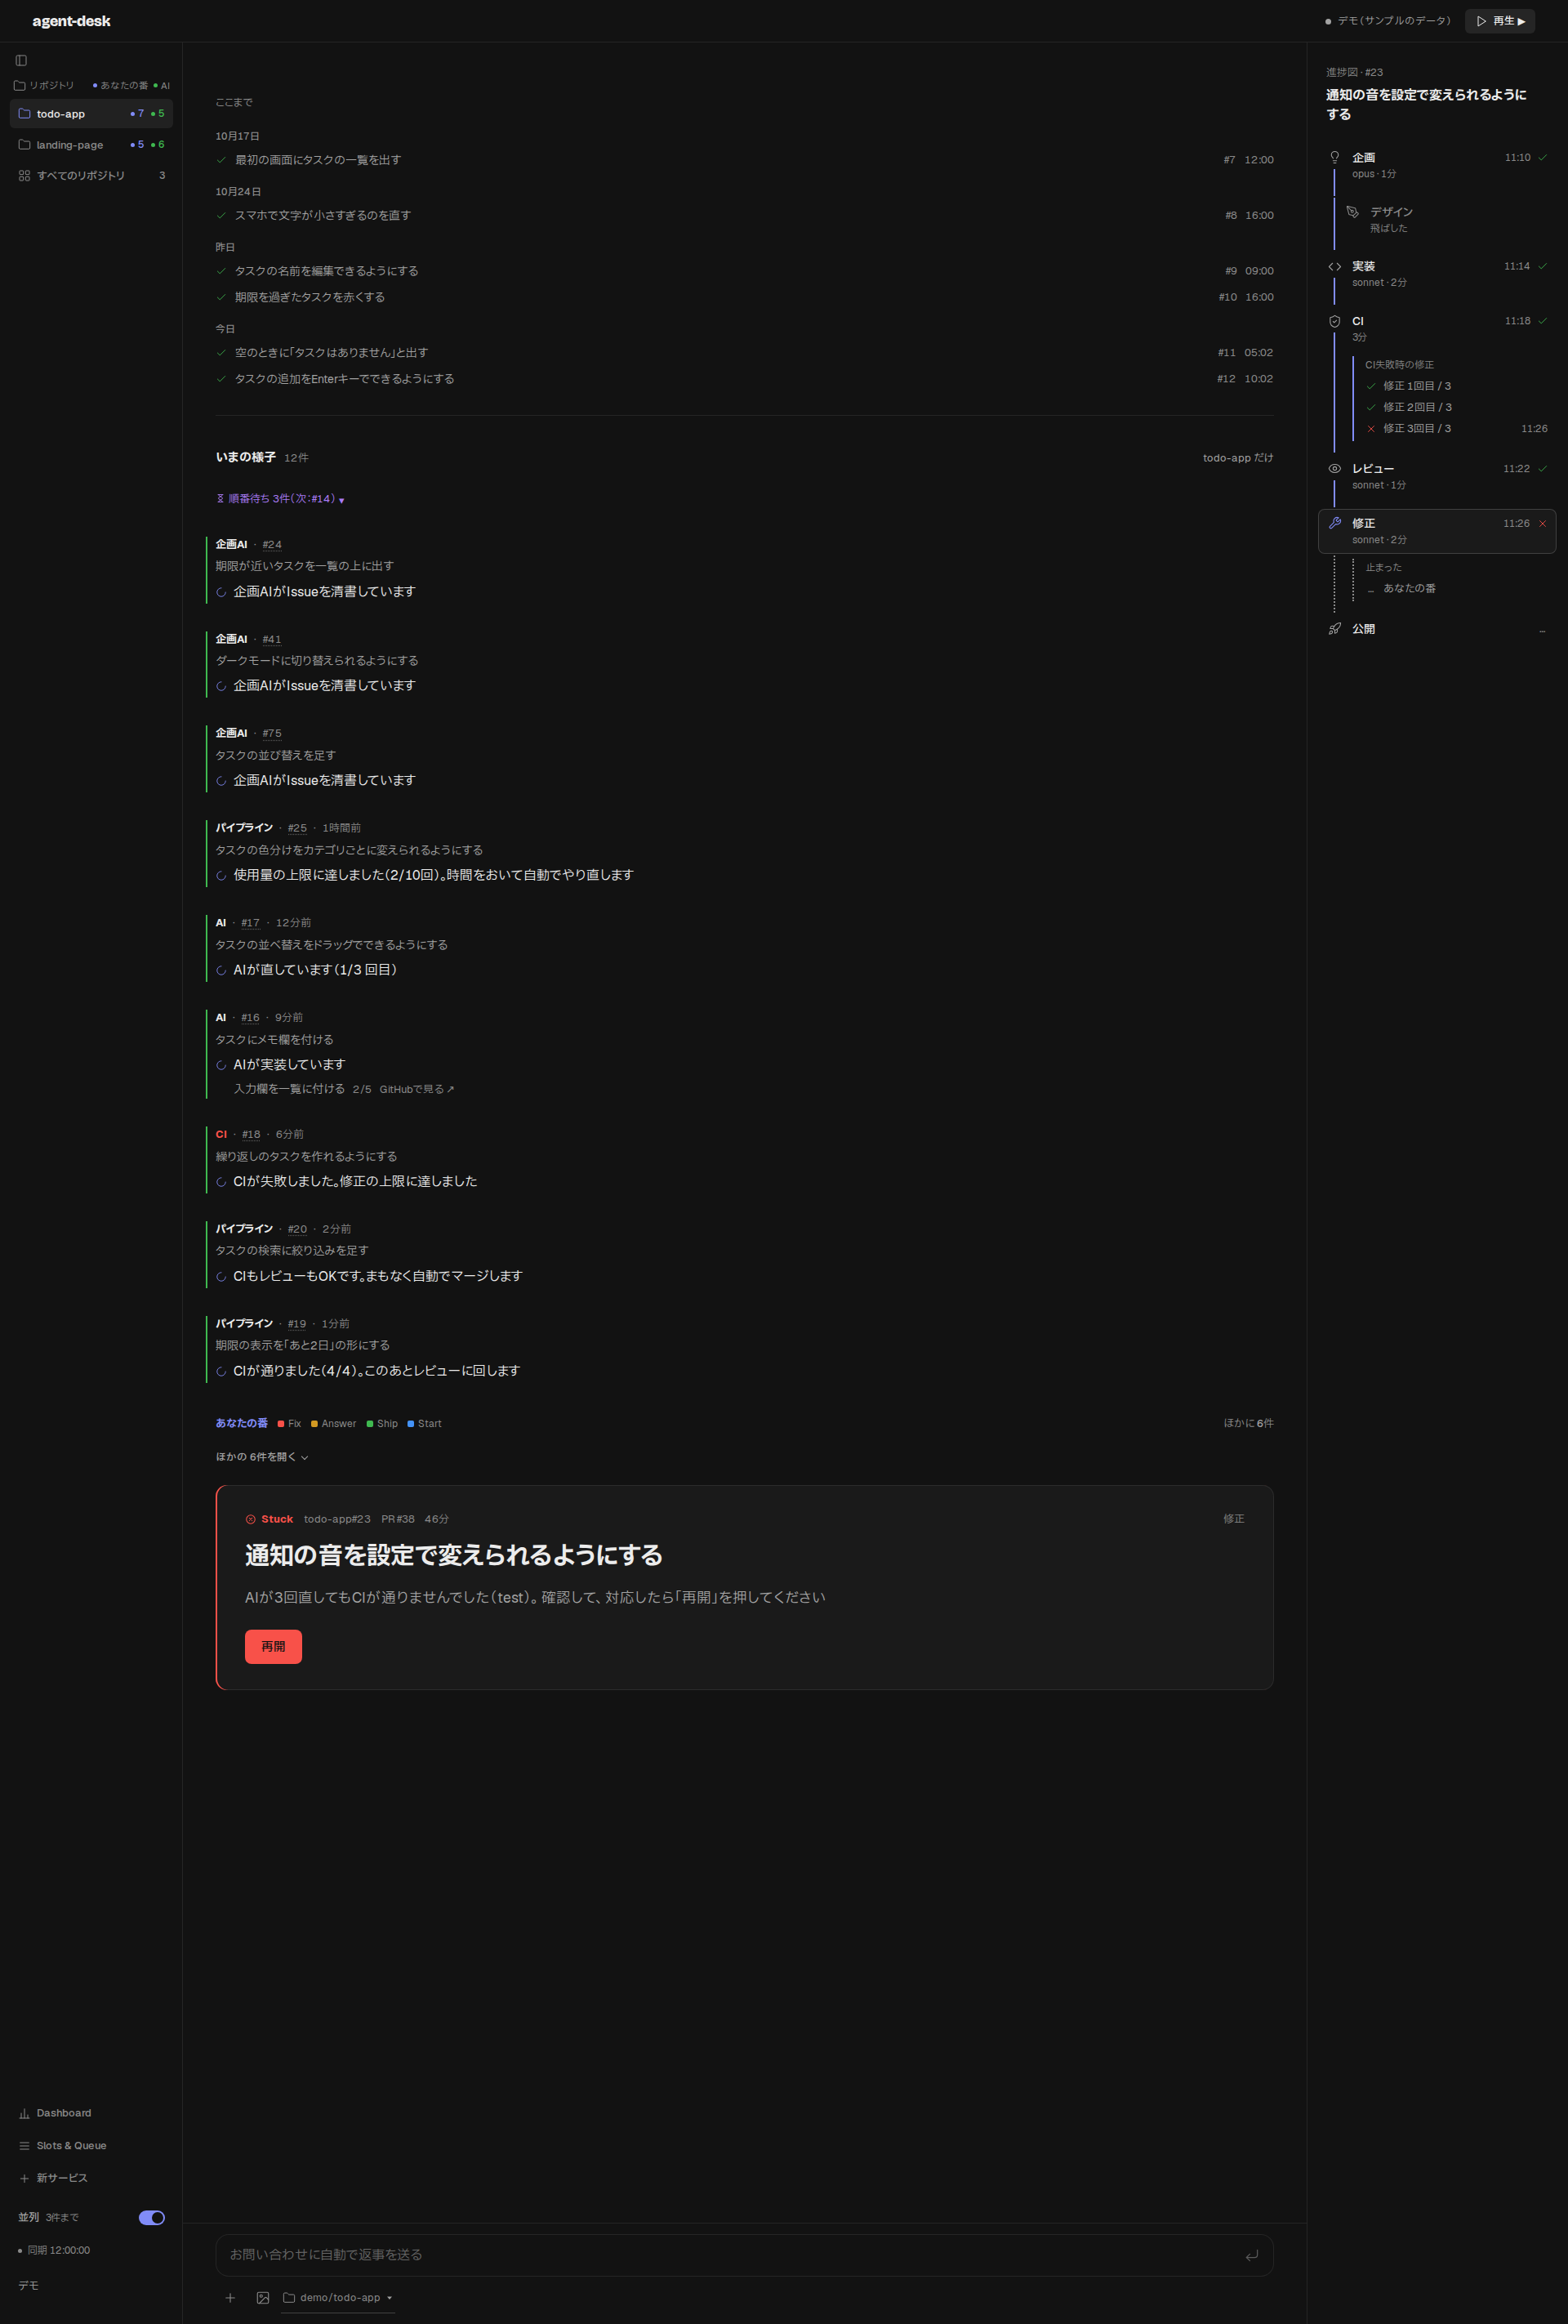 agent-desk
デモ（サンプルのデータ）
再生 ▶
リポジトリ
あなたの番
AI
todo-app
7
5
landing-page
5
6
すべてのリポジトリ
3
Dashboard
Slots & Queue
新サービス
並列 3件まで
同期 12:00:00
デモ
ここまで
10月17日
最初の画面にタスクの一覧を出す #7 12:00
10月24日
スマホで文字が小さすぎるのを直す #8 16:00
昨日
タスクの名前を編集できるようにする #9 09:00
期限を過ぎたタスクを赤くする #10 16:00
今日
空のときに「タスクはありません」と出す #11 05:02
タスクの追加をEnterキーでできるようにする #12 10:02
いまの様子 12件 todo-app だけ
順番待ち 3件（次：#14） ▾
企画AI · #24
期限が近いタスクを一覧の上に出す
企画AIがIssueを清書しています
企画AI · #41
ダークモードに切り替えられるようにする
企画AIがIssueを清書しています
企画AI · #75
タスクの並び替えを足す
企画AIがIssueを清書しています
パイプライン · #25 · 1時間前
タスクの色分けをカテゴリごとに変えられるようにする
使用量の上限に達しました（2/10回）。時間をおいて自動でやり直します
AI · #17 · 12分前
タスクの並べ替えをドラッグでできるようにする
AIが直しています（1/3 回目）
AI · #16 · 9分前
タスクにメモ欄を付ける
AIが実装しています
入力欄を一覧に付ける 2/5 GitHubで見る ↗
CI · #18 · 6分前
繰り返しのタスクを作れるようにする
CIが失敗しました。修正の上限に達しました
パイプライン · #20 · 2分前
タスクの検索に絞り込みを足す
CIもレビューもOKです。まもなく自動でマージします
パイプライン · #19 · 1分前
期限の表示を「あと2日」の形にする
CIが通りました（4/4）。このあとレビューに回します
あなたの番 Fix Answer Ship Start ほかに 6件
ほかの 6件を開く
Stuck todo-app#23 PR #38 46分 修正
通知の音を設定で変えられるようにする
AIが3回直してもCIが通りませんでした（test）。確認して、対応したら「再開」を押してください
再開
お問い合わせに自動で返事を送る
demo/todo-app
進捗図 · #23
通知の音を設定で変えられるように
する
企画 11:10
opus · 1分
デザイン
飛ばした
実装 11:14
sonnet · 2分
CI 11:18
3分
CI失敗時の修正
修正 1回目 / 3
修正 2回目 / 3
修正 3回目 / 3 11:26
レビュー 11:22
sonnet · 1分
修正 11:26
sonnet · 2分
止まった
… あなたの番
公開 …